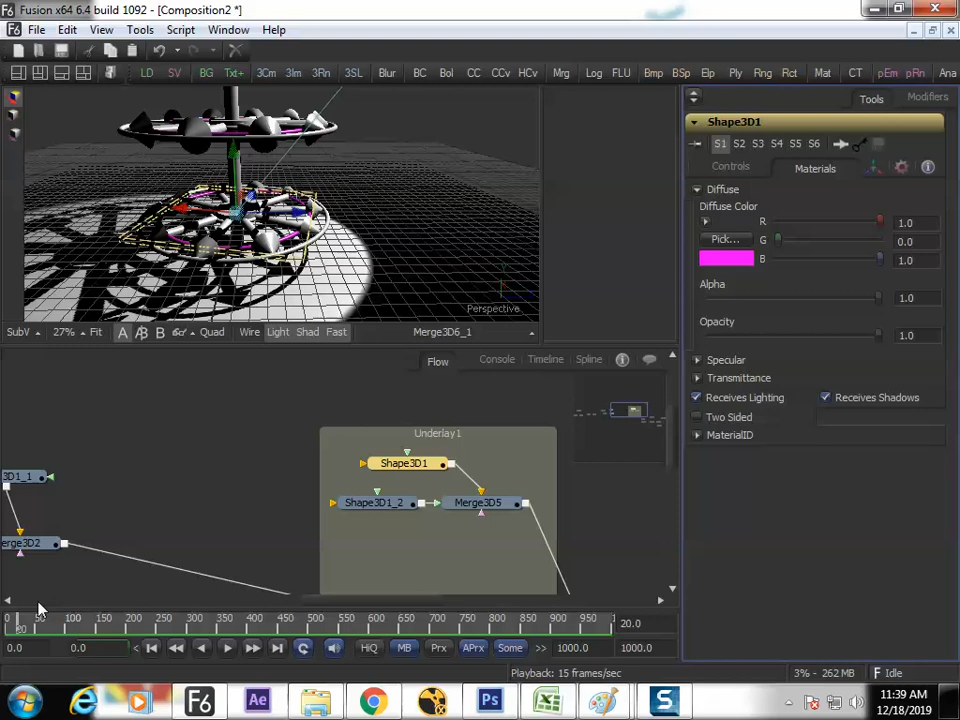 Fusion x64 6.4 build 1092 - [Composition2 *]
File Edit View Tools Script Window Help
LD SV BG Txt+ 3Cm 3Im 3Rn 3SL Blur BC Bol CC CCv HCv Mrg Log FLU Bmp BSp Elp Ply Rng Rct Mat CT pEm pRn Ana
Tools Modifiers
Shape3D1
S1 S2 S3 S4 S5 S6
Controls Materials
Diffuse
Diffuse Color
R 1.0
Pick... G 0.0
B 1.0
Alpha
1.0
Opacity
1.0
Specular
Transmittance
Receives Lighting Receives Shadows
Two Sided
MaterialID
Perspective
SubV 27% Fit A B Quad Wire Light Shad Fast Merge3D6_1
Flow Console Timeline Spline
Underlay1
Shape3D1
3D1_1
Shape3D1_2 Merge3D5
erge3D2
0 50 100 150 200 250 300 350 400 450 500 550 600 650 700 750 800 850 900 950 20.0
20
0.0 0.0 HiQ MB Prx APrx Some >> 1000.0 1000.0
Playback: 15 frames/sec 3% - 262 MB Idle
11:39 AM
12/18/2019